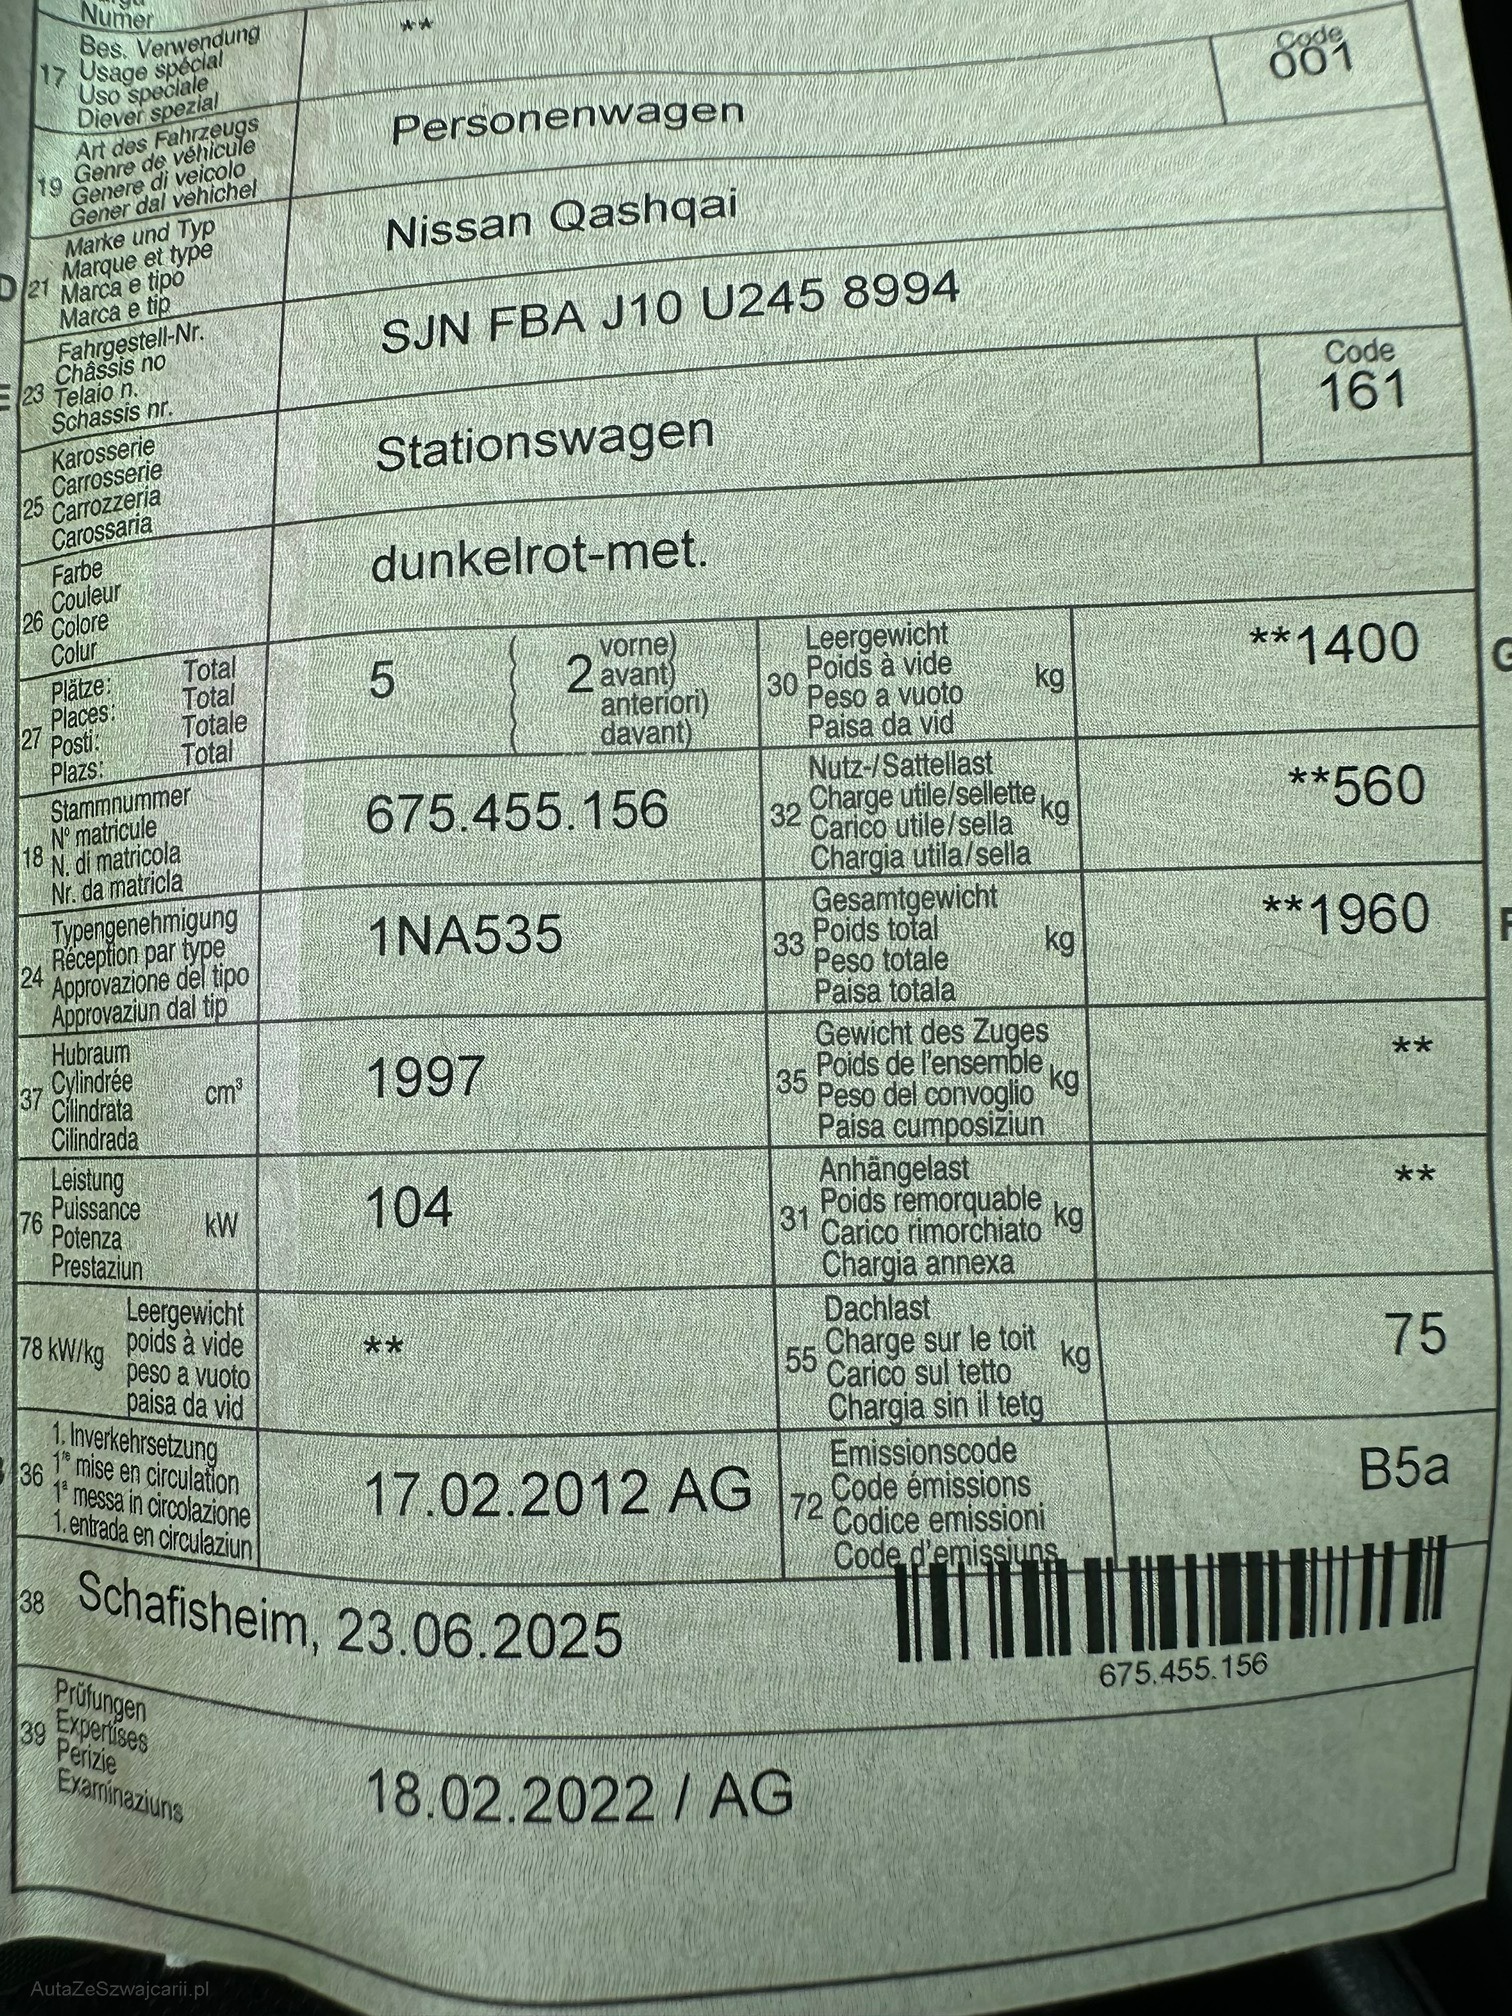 Numer
17 Bes. Verwendung
Usage spécial
Uso speciale
Diever spezial
**
19 Art des Fahrzeugs
Genre de véhicule
Genere di veicolo
Gener dal vehichel
Personenwagen
Code
001
D 21 Marke und Typ
Marque et type
Marca e tipo
Marca e tip
Nissan Qashqai
E 23 Fahrgestell-Nr.
Châssis no
Telaio n.
Schassis nr.
SJN FBA J10 U245 8994
25 Karosserie
Carrosserie
Carrozzeria
Carossaria
Stationswagen
Code
161
26 Farbe
Couleur
Colore
Colur
dunkelrot-met.
27 Plätze: Total
Places: Total
Posti: Totale
Plazs: Total
5 ( 2 vorne)
avant)
anteriori)
davant)
30 Leergewicht
Poids à vide
Peso a vuoto
Paisa da vid
kg
**1400
G
18 Stammnummer
N° matricule
N. di matricola
Nr. da matricla
675.455.156
32 Nutz-/Sattellast
Charge utile/sellette
Carico utile/sella
Chargia utila/sella
kg
**560
24 Typengenehmigung
Réception par type
Approvazione del tipo
Approvaziun dal tip
1NA535
33 Gesamtgewicht
Poids total
Peso totale
Paisa totala
kg
**1960
37 Hubraum
Cylindrée
Cilindrata
Cilindrada
cm³
1997
35 Gewicht des Zuges
Poids de l'ensemble
Peso del convoglio
Paisa cumposiziun
kg
**
76 Leistung
Puissance
Potenza
Prestaziun
kW
104
31 Anhängelast
Poids remorquable
Carico rimorchiato
Chargia annexa
kg
**
78 kW/kg Leergewicht
poids à vide
peso a vuoto
paisa da vid
**
55 Dachlast
Charge sur le toit
Carico sul tetto
Chargia sin il tetg
kg
75
36 1. Inverkehrsetzung
1re mise en circulation
1a messa in circolazione
1. entrada en circulaziun
17.02.2012 AG
72 Emissionscode
Code émissions
Codice emissioni
Code d'emissiuns
B5a
38 Schafisheim, 23.06.2025
675.455.156
39 Prüfungen
Expertises
Perizie
Examinaziuns
18.02.2022 / AG
AutaZeSzwajcarii.pl